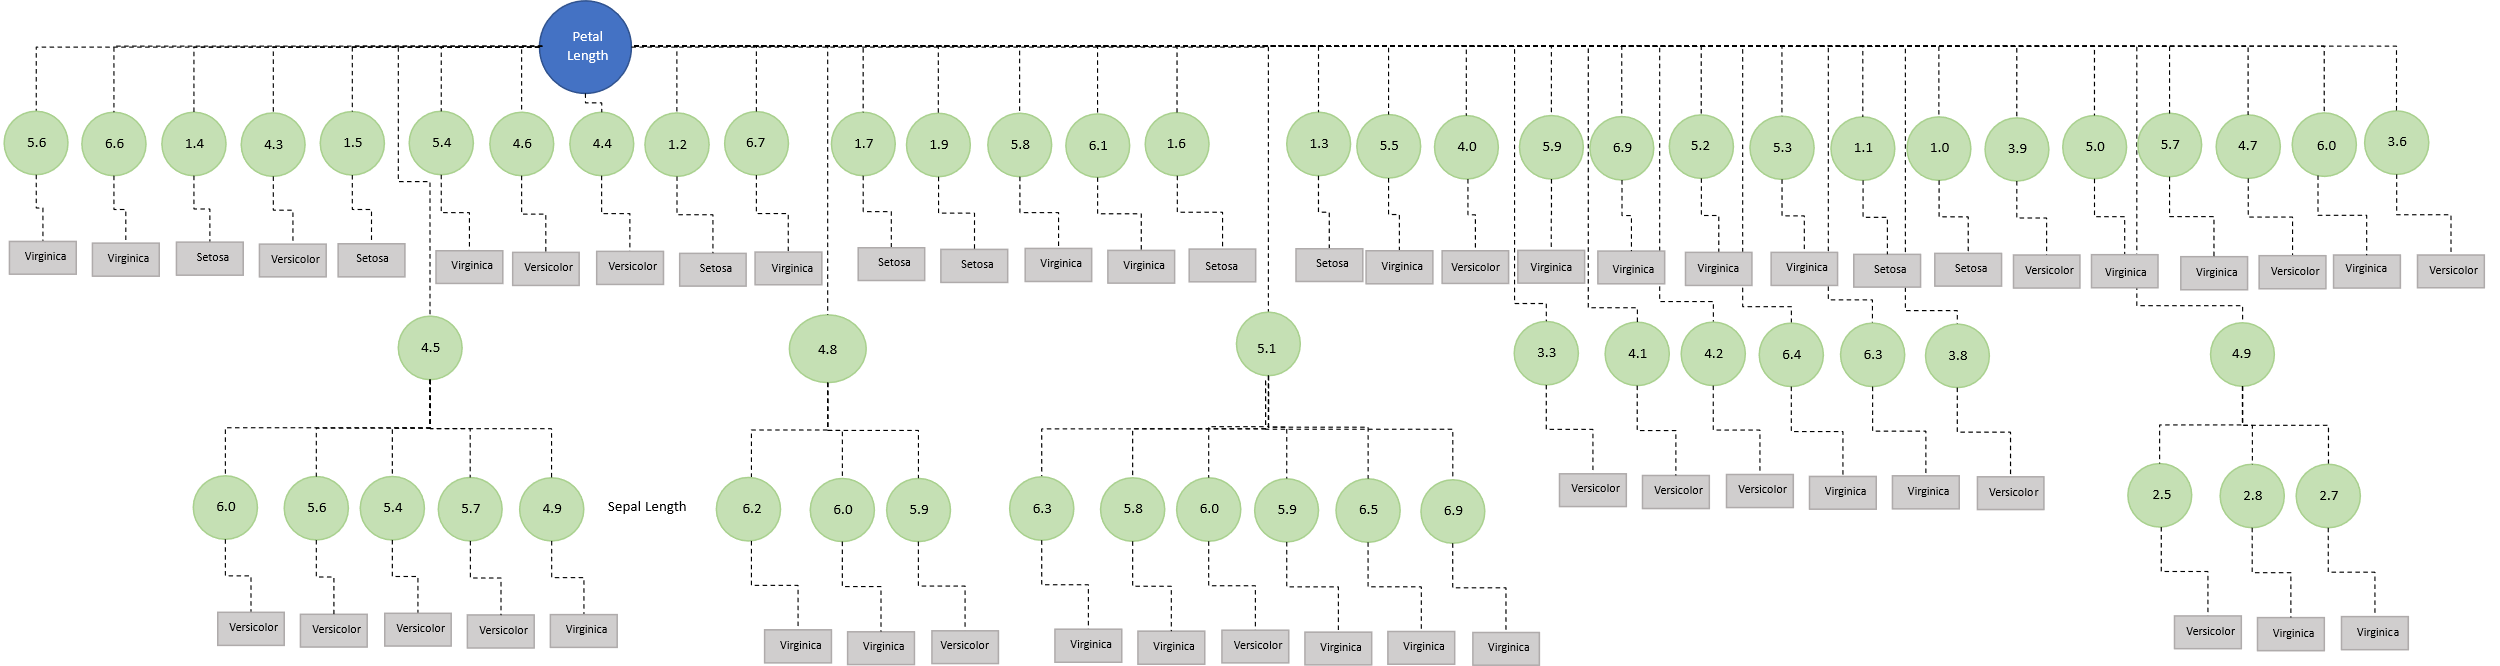 Petal
Length
5.6 6.6 1.4 4.3 1.5 5.4 4.6 4.4 1.2 6.7 1.7 1.9 5.8 6.1 1.6 1.3 5.5 4.0 5.9 6.9 5.2 5.3 1.1 1.0 3.9 5.0 5.7 4.7 6.0 3.6
Virginica Virginica Setosa Versicolor Setosa Virginica Versicolor Versicolor Setosa Virginica Setosa Setosa Virginica Virginica Setosa Setosa Virginica Versicolor Virginica Virginica Virginica Virginica Setosa Setosa Versicolor Virginica Virginica Versicolor Virginica Versicolor
4.5 4.8 5.1 3.3 4.1 4.2 6.4 6.3 3.8 4.9
Versicolor Versicolor Versicolor Virginica Virginica Versicolor
6.0 5.6 5.4 5.7 4.9 Sepal Length 6.2 6.0 5.9 6.3 5.8 6.0 5.9 6.5 6.9 2.5 2.8 2.7
Versicolor Versicolor Versicolor Versicolor Virginica Virginica Virginica Versicolor Virginica Virginica Versicolor Virginica Virginica Virginica Versicolor Virginica Virginica